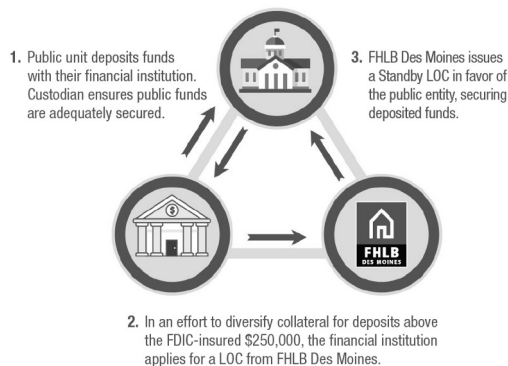 1. Public unit deposits funds
with their financial institution.
Custodian ensures public funds
are adequately secured.
3. FHLB Des Moines issues
a Standby LOC in favor of
the public entity, securing
deposited funds.
$
FHLB
DES MOINES
2. In an effort to diversify collateral for deposits above
the FDIC-insured $250,000, the financial institution
applies for a LOC from FHLB Des Moines.